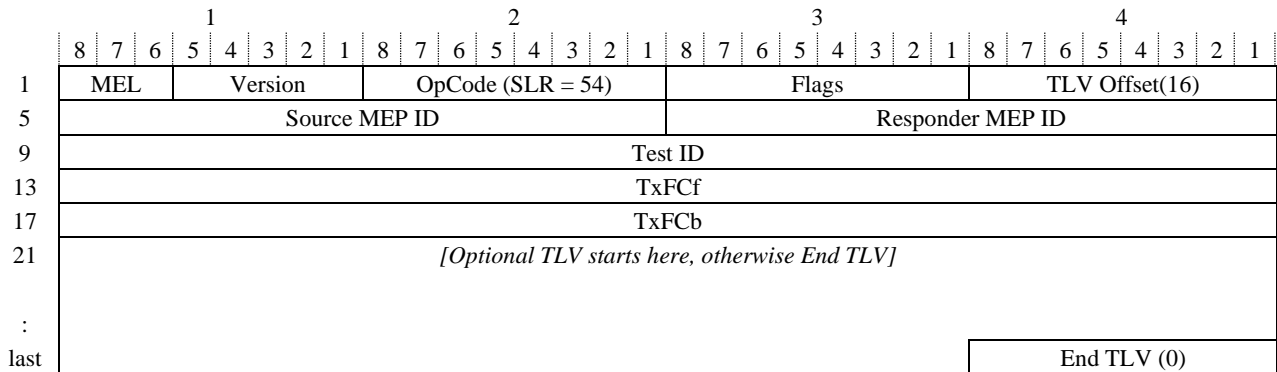 1 2 3 4
8 7 6 5 4 3 2 1 8 7 6 5 4 3 2 1 8 7 6 5 4 3 2 1 8 7 6 5 4 3 2 1
1 MEL Version OpCode (SLR = 54) Flags TLV Offset(16)
5 Source MEP ID Responder MEP ID
9 Test ID
13 TxFCf
17 TxFCb
21 [Optional TLV starts here, otherwise End TLV]
:
last End TLV (0)